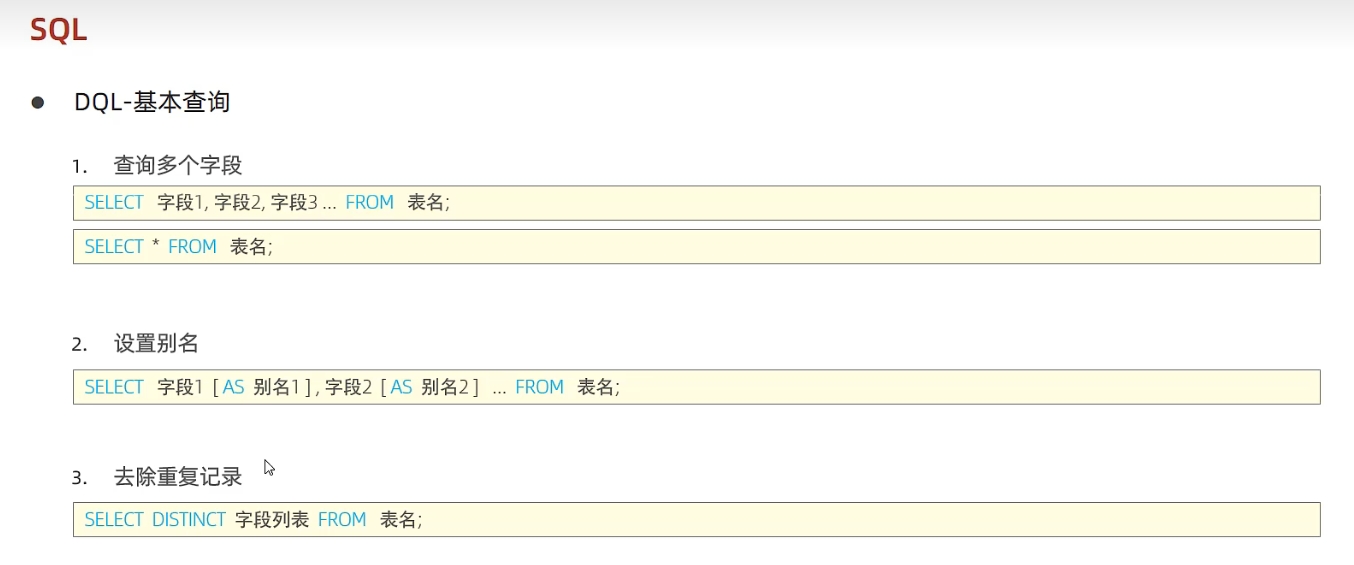 SQL
● DQL-基本查询
1. 查询多个字段
SELECT 字段1, 字段2, 字段3 ... FROM 表名;
SELECT * FROM 表名;
2. 设置别名
SELECT 字段1 [ AS 别名1 ] , 字段2 [ AS 别名2 ] ... FROM 表名;
3. 去除重复记录
SELECT DISTINCT 字段列表 FROM 表名;